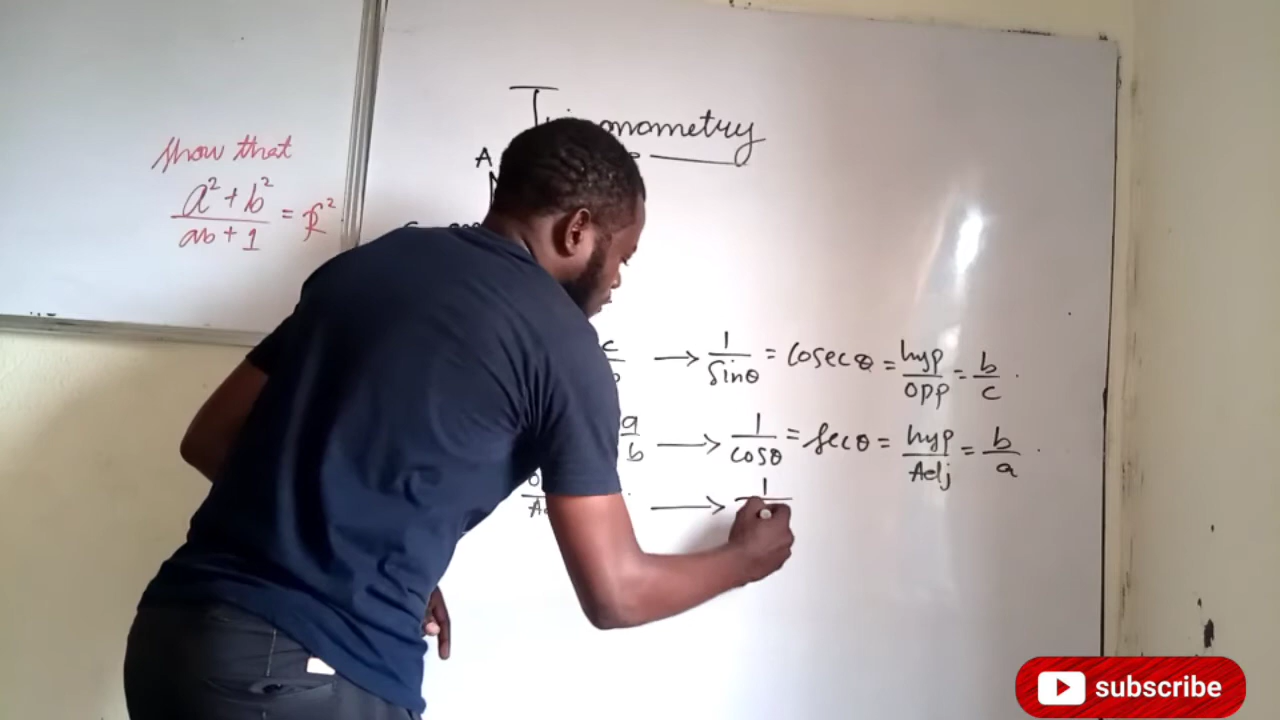 Show that
a² + b² / ab + 1 = k²
Trigonometry
A
c → 1 / Sinθ = Cosecθ = hyp / opp = b / c .
a / b → 1 / cosθ = Secθ = hyp / Adj = b / a .
→ 1
subscribe